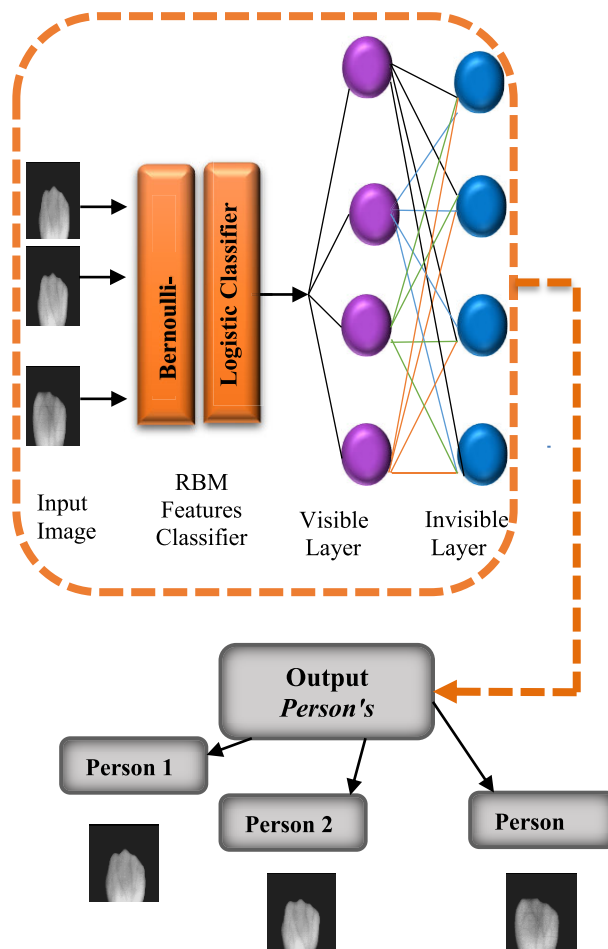 Bernoulli-
Logistic Classifier
Input
Image
RBM
Features
Classifier
Visible
Layer
Invisible
Layer
Output
Person's
Person 1
Person 2
Person